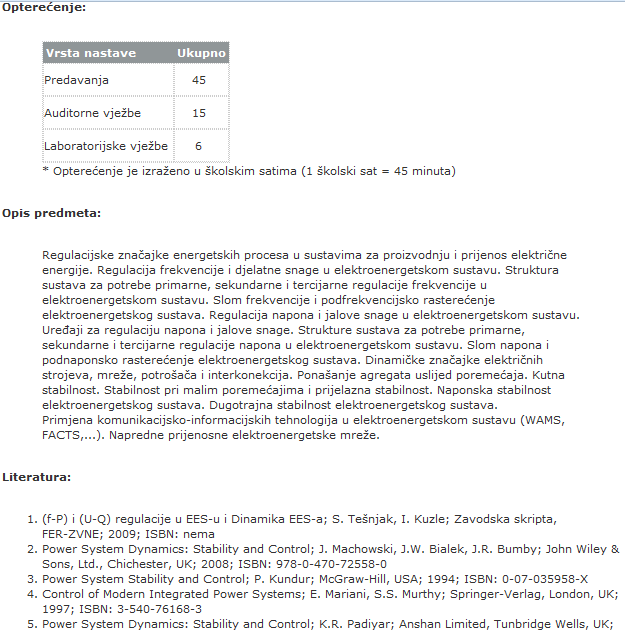 Opterećenje:
Vrsta nastave Ukupno
Predavanja 45
Auditorne vježbe 15
Laboratorijske vježbe 6
* Opterećenje je izraženo u školskim satima (1 školski sat = 45 minuta)
Opis predmeta:
Regulacijske značajke energetskih procesa u sustavima za proizvodnju i prijenos električne
energije. Regulacija frekvencije i djelatne snage u elektroenergetskom sustavu. Struktura
sustava za potrebe primarne, sekundarne i tercijarne regulacije frekvencije u
elektroenergetskom sustavu. Slom frekvencije i podfrekvencijsko rasterećenje
elektroenergetskog sustava. Regulacija napona i jalove snage u elektroenergetskom sustavu.
Uređaji za regulaciju napona i jalove snage. Strukture sustava za potrebe primarne,
sekundarne i tercijarne regulacije napona u elektroenergetskom sustavu. Slom napona i
podnaponsko rasterećenje elektroenergetskog sustava. Dinamičke značajke električnih
strojeva, mreže, potrošača i interkonekcija. Ponašanje agregata uslijed poremećaja. Kutna
stabilnost. Stabilnost pri malim poremećajima i prijelazna stabilnost. Naponska stabilnost
elektroenergetskog sustava. Dugotrajna stabilnost elektroenergetskog sustava.
Primjena komunikacijsko-informacijskih tehnologija u elektroenergetskom sustavu (WAMS,
FACTS,...). Napredne prijenosne elektroenergetske mreže.
Literatura:
1. (f-P) i (U-Q) regulacije u EES-u i Dinamika EES-a; S. Tešnjak, I. Kuzle; Zavodska skripta,
FER-ZVNE; 2009; ISBN: nema
2. Power System Dynamics: Stability and Control; J. Machowski, J.W. Bialek, J.R. Bumby; John Wiley &
Sons, Ltd., Chichester, UK; 2008; ISBN: 978-0-470-72558-0
3. Power System Stability and Control; P. Kundur; McGraw-Hill, USA; 1994; ISBN: 0-07-035958-X
4. Control of Modern Integrated Power Systems; E. Mariani, S.S. Murthy; Springer-Verlag, London, UK;
1997; ISBN: 3-540-76168-3
5. Power System Dynamics: Stability and Control; K.R. Padiyar; Anshan Limited, Tunbridge Wells, UK;